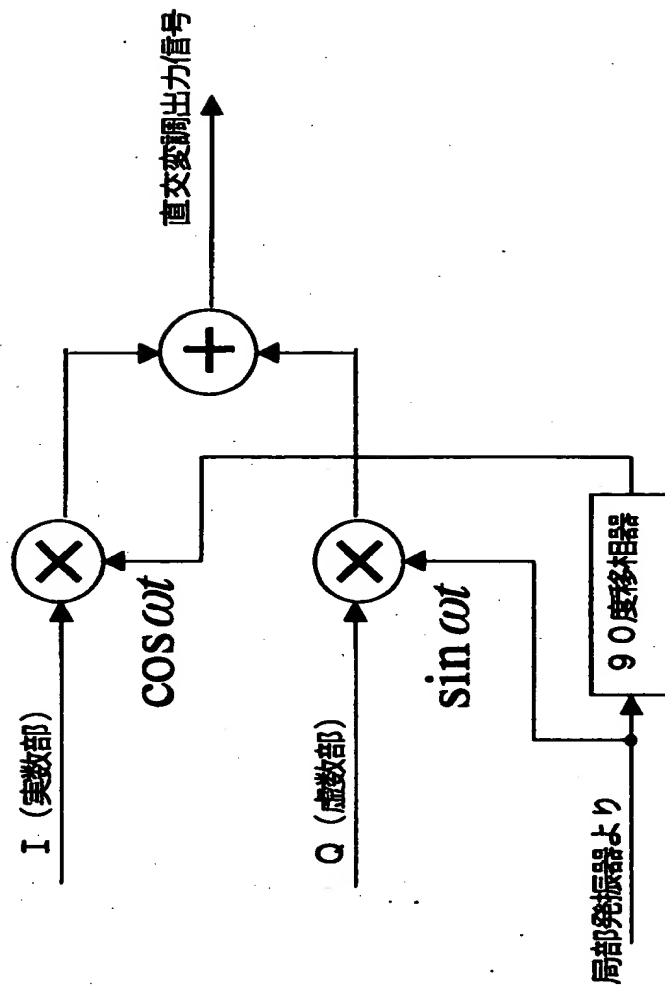 I（実数部）
cos ωt
直交変調出力信号
Q（虚数部）
sin ωt
局部発振器より
９０度移相器